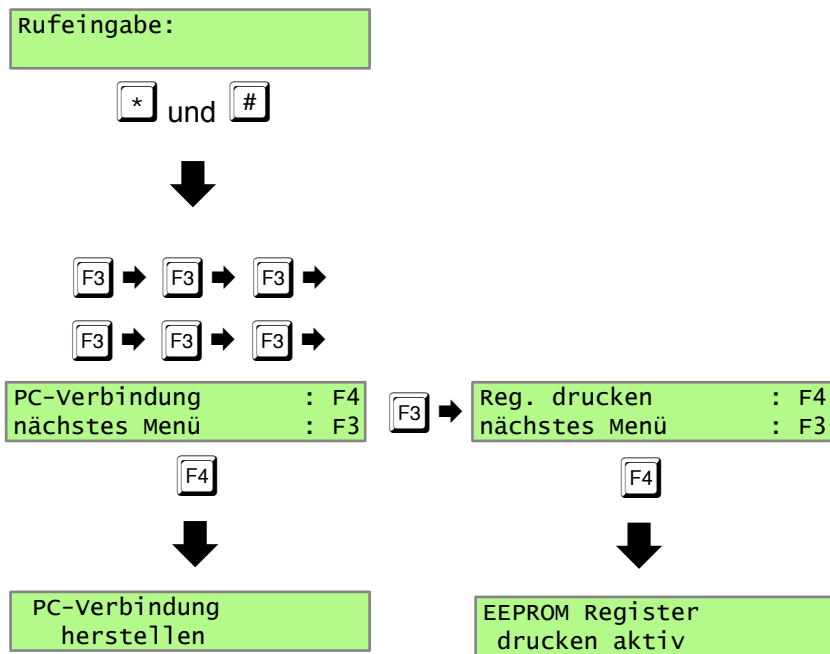 Rufeingabe:
* und #
F3 F3 F3
F3 F3 F3
PC-Verbindung : F4
nächstes Menü : F3
F3
Reg. drucken : F4
nächstes Menü : F3
F4
F4
PC-Verbindung
herstellen
EEPROM Register
drucken aktiv